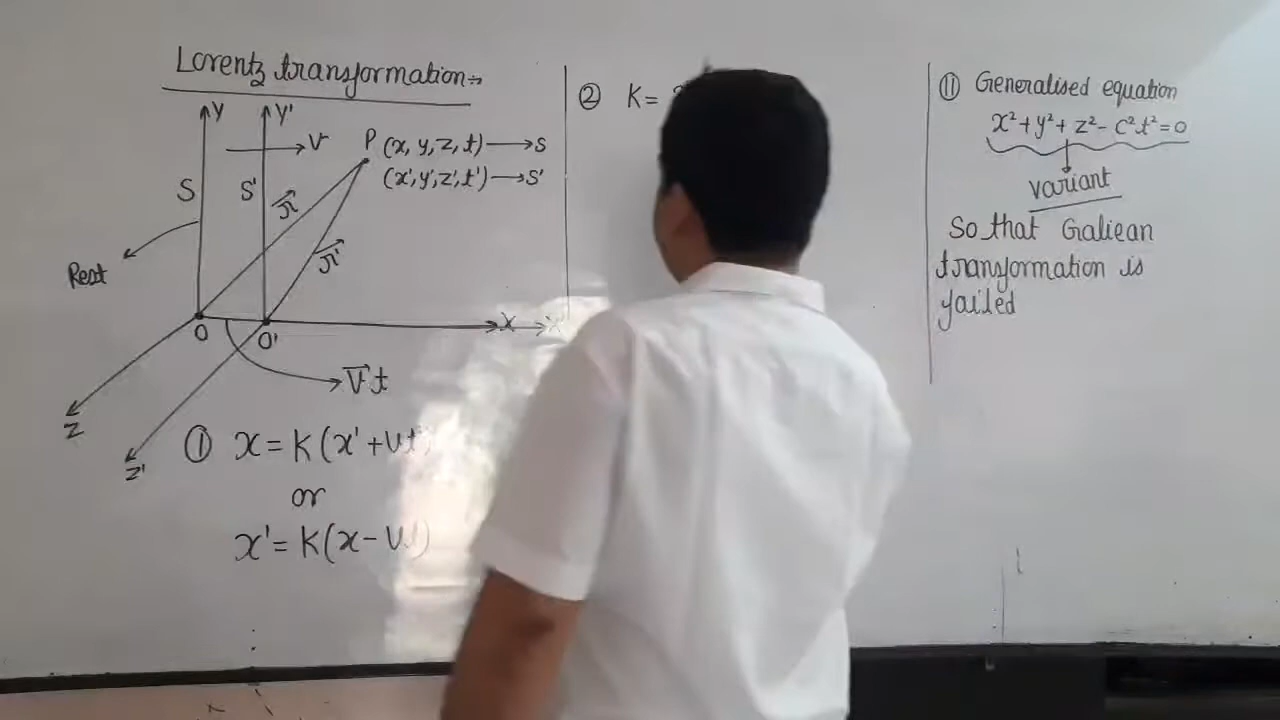 Lorentz transformation :-
Y Y'
V
P (x, y, z, t) → S
(x', y', z', t') → S'
S S'
r⃗
r⃗'
Rest
O O' X X'
V⃗t
Z
Z'
① x = K(x' + vt'
or
x' = K(x - v )
② K =
⑪ Generalised equation
x² + y² + z² - c²t² = 0
variant
So that Galiean
transformation is
failed